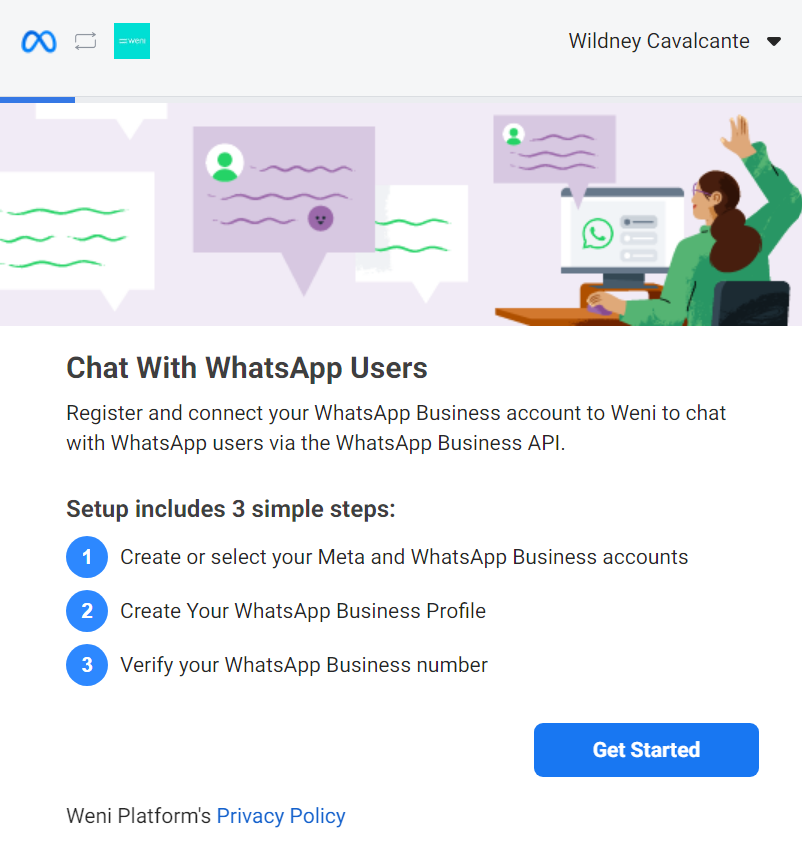 weni
Wildney Cavalcante
Chat With WhatsApp Users
Register and connect your WhatsApp Business account to Weni to chat
with WhatsApp users via the WhatsApp Business API.
Setup includes 3 simple steps:
1 Create or select your Meta and WhatsApp Business accounts
2 Create Your WhatsApp Business Profile
3 Verify your WhatsApp Business number
Get Started
Weni Platform's Privacy Policy